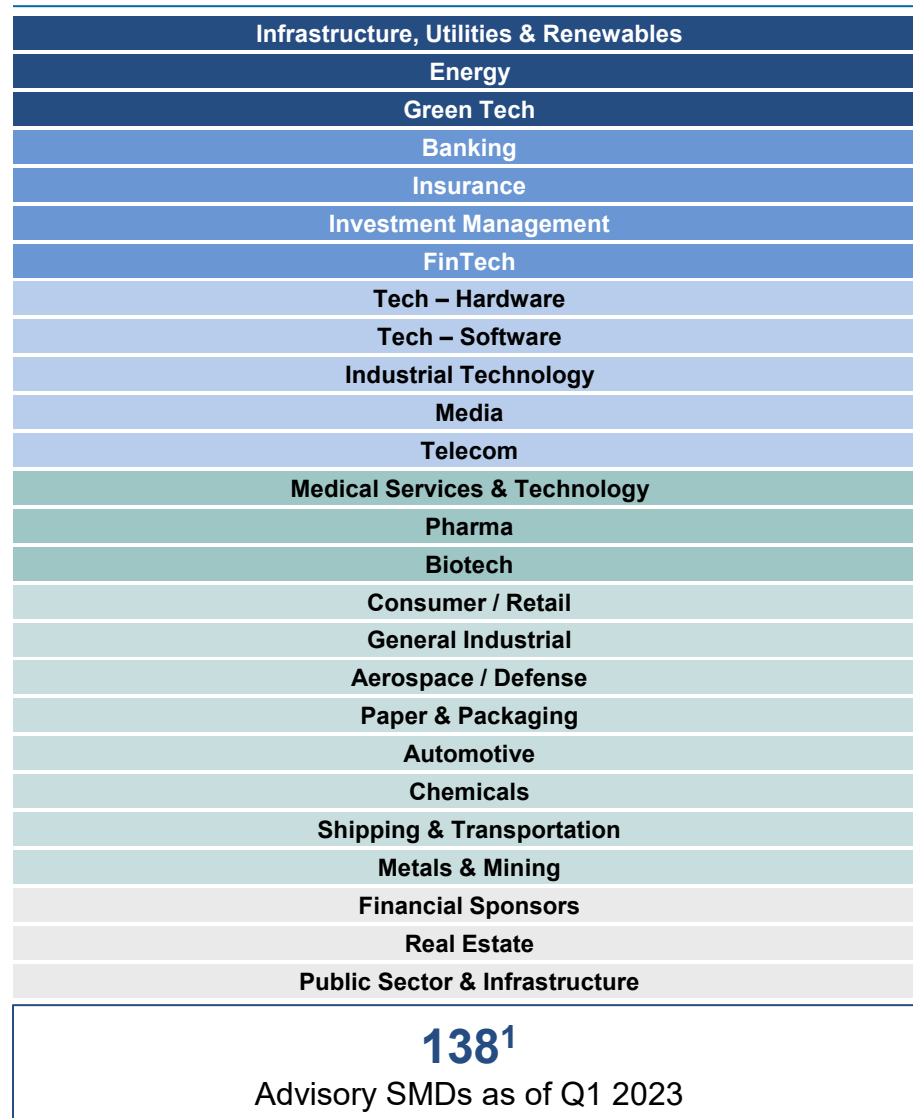 Infrastructure, Utilities & Renewables
Energy
Green Tech
Banking
Insurance
Investment Management
FinTech
Tech – Hardware
Tech – Software
Industrial Technology
Media
Telecom
Medical Services & Technology
Pharma
Biotech
Consumer / Retail
General Industrial
Aerospace / Defense
Paper & Packaging
Automotive
Chemicals
Shipping & Transportation
Metals & Mining
Financial Sponsors
Real Estate
Public Sector & Infrastructure
138¹
Advisory SMDs as of Q1 2023